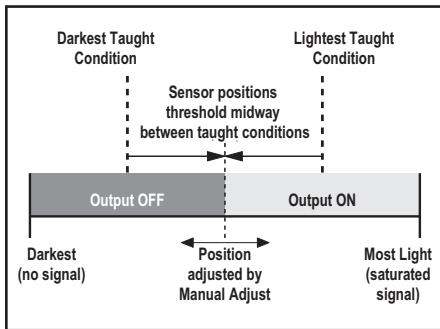 Darkest Taught
Condition
Lightest Taught
Condition
Sensor positions
threshold midway
between taught conditions
Output OFF
Output ON
Darkest
(no signal)
Position
adjusted by
Manual Adjust
Most Light
(saturated
signal)